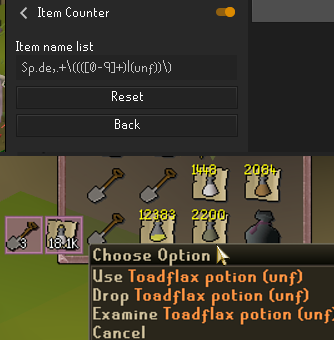 Item Counter
Item name list
Sp.de,.+\((([0-9]+)|(unf))\)
Reset
Back
1448 2084
12383 2200
3 18.1K
Choose Option
Use Toadflax potion (unf)
Drop Toadflax potion (unf)
Examine Toadflax potion (unf)
Cancel